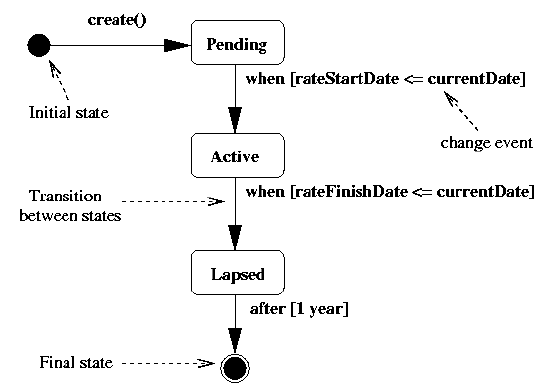 create()
Pending
when [rateStartDate <= currentDate]
Initial state
change event
Active
when [rateFinishDate <= currentDate]
Transition
between states
Lapsed
after [1 year]
Final state